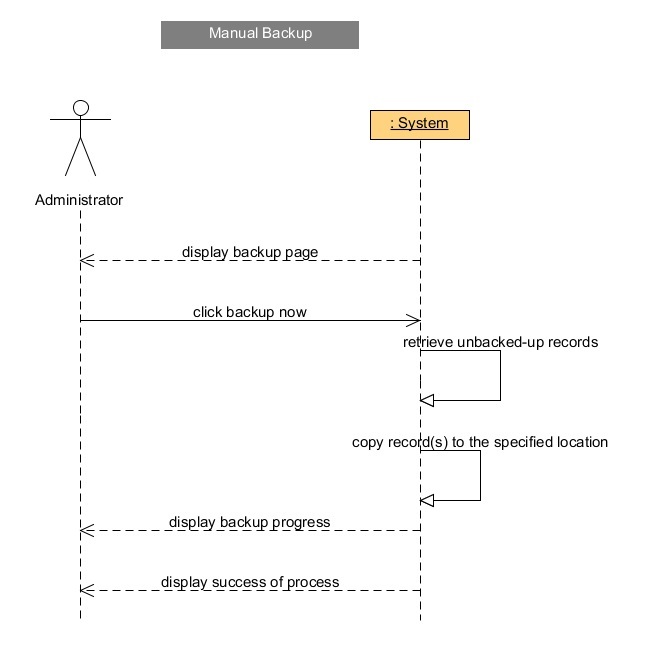 Manual Backup
: System
Administrator
display backup page
click backup now
retrieve unbacked-up records
copy record(s) to the specified location
display backup progress
display success of process